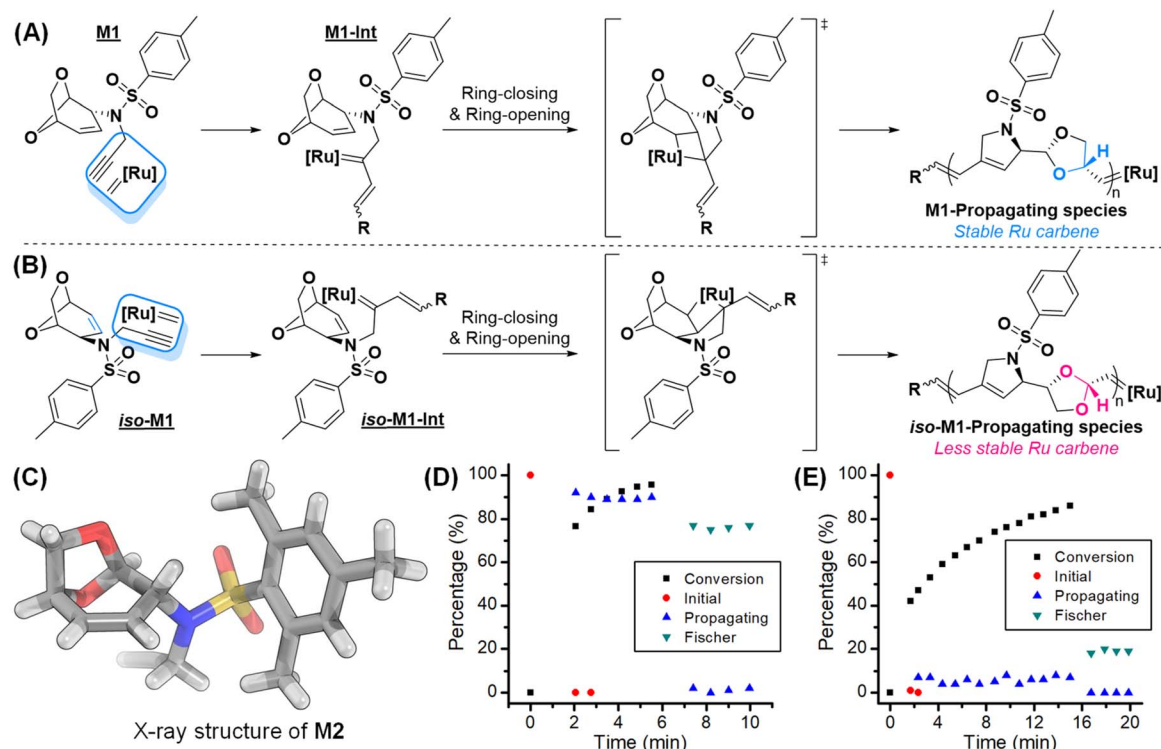 (A)
M1
O
O
N
S
O
O
[Ru]
M1-Int
O
O
N
S
O
O
[Ru]
R
Ring-closing
& Ring-opening
‡
O
O
N
S
O
O
[Ru]
R
O
S
O
N
O
O
H
R
n
[Ru]
M1-Propagating species
Stable Ru carbene
(B)
O
O
[Ru]
N
S
O
O
iso-M1
O
O
[Ru]
R
N
S
O
O
iso-M1-Int
Ring-closing
& Ring-opening
‡
O
O
[Ru]
R
N
S
O
O
O
S
O
N
O
O
H
R
n
[Ru]
iso-M1-Propagating species
Less stable Ru carbene
(C)
X-ray structure of M2
(D)
Percentage (%)
100
80
60
40
20
0
Conversion
Initial
Propagating
Fischer
0 2 4 6 8 10
Time (min)
(E)
Percentage (%)
100
80
60
40
20
0
Conversion
Initial
Propagating
Fischer
0 4 8 12 16 20
Time (min)